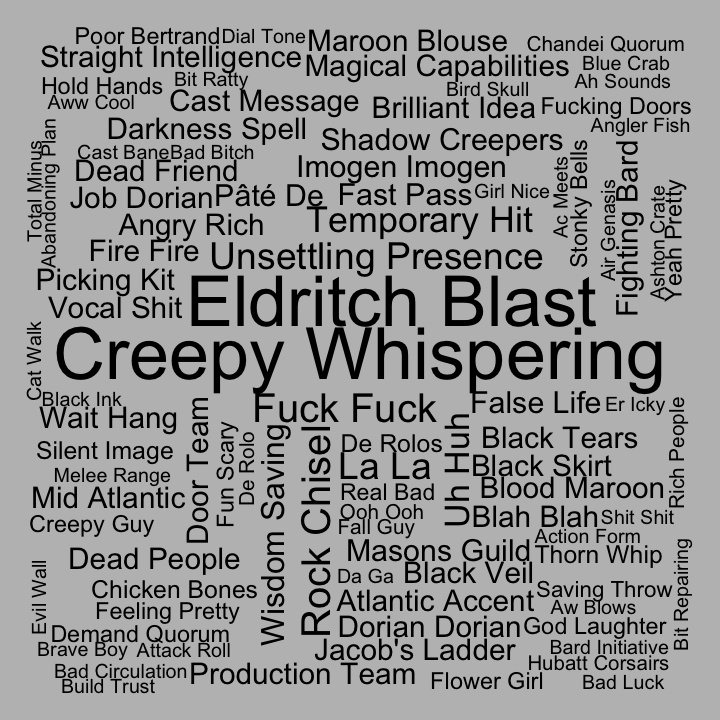 Poor Bertrand
Dial Tone
Maroon Blouse
Chandei Quorum
Straight Intelligence
Magical Capabilities
Blue Crab
Hold Hands
Bit Ratty
Bird Skull
Ah Sounds
Aww Cool
Cast Message
Brilliant Idea
Fucking Doors
Darkness Spell
Shadow Creepers
Angler Fish
Cast Bane
Bad Bitch
Dead Friend
Imogen Imogen
Total Minus
Abandoning Plan
Job Dorian
Pâté De
Fast Pass
Girl Nice
Ac Meets
Stonky Bells
Air Genasis
Fighting Bard
Ashton Crate
Yeah Pretty
Angry Rich
Temporary Hit
Fire Fire
Unsettling Presence
Picking Kit
Vocal Shit
Eldritch Blast
Creepy Whispering
Cat Walk
Black Ink
Wait Hang
Fuck Fuck
False Life
Er Icky
Rich People
Silent Image
Door Team
Fun Scary
De Rolo
Wisdom Saving
Rock Chisel
De Rolos
Uh Huh
Black Tears
Melee Range
La La
Black Skirt
Mid Atlantic
Real Bad
Blood Maroon
Creepy Guy
Ooh Ooh
Fall Guy
Blah Blah
Shit Shit
Action Form
Dead People
Masons Guild
Thorn Whip
Evil Wall
Chicken Bones
Da Ga
Black Veil
Saving Throw
Bit Repairing
Feeling Pretty
Atlantic Accent
Aw Blows
Demand Quorum
Dorian Dorian
God Laughter
Brave Boy
Attack Roll
Jacob's Ladder
Bard Initiative
Bad Circulation
Production Team
Hubatt Corsairs
Build Trust
Flower Girl
Bad Luck